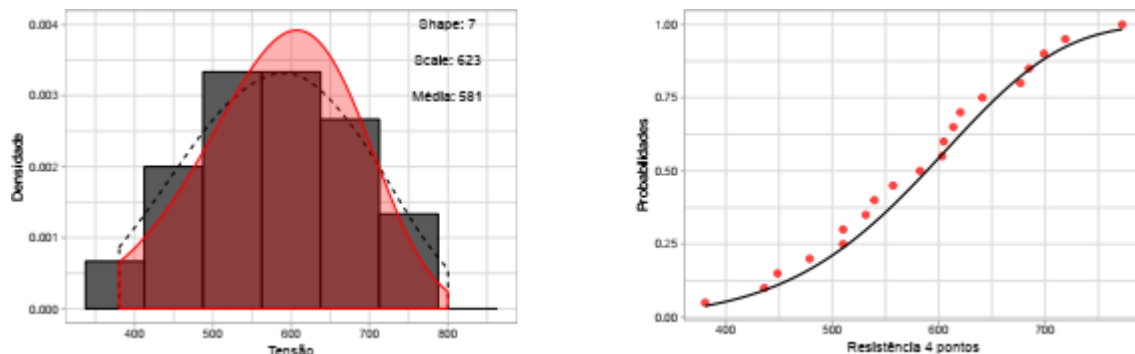 Shape: 7
Scale: 623
Média: 581
0.004
0.003
0.002
0.001
0.000
Densidade
400 500 600 700 800
Tensão
1.00
0.75
0.50
0.25
0.00
Probabilidades
400 500 600 700
Resistência 4 pontos